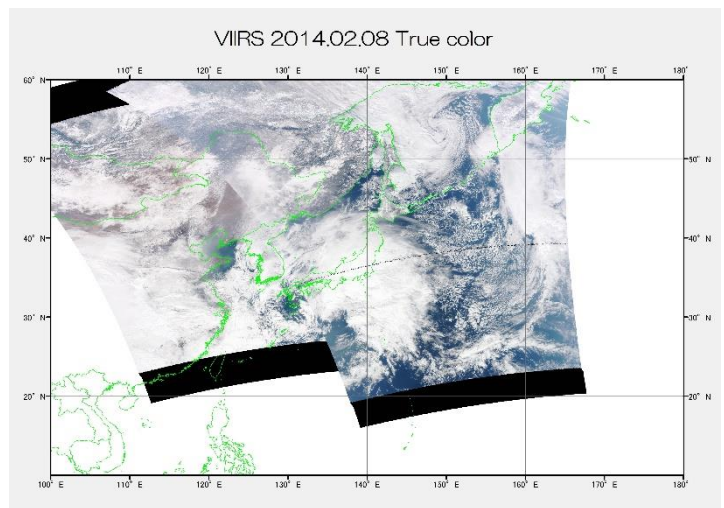 VIIRS 2014.02.08 True color
110° E 120° E 130° E 140° E 150° E 160° E 170° E 180°
60° N 60° N
50° N 50° N
40° N 40° N
30° N 30° N
20° N 20° N
100° E 110° E 120° E 130° E 140° E 150° E 160° E 170° E 180° E